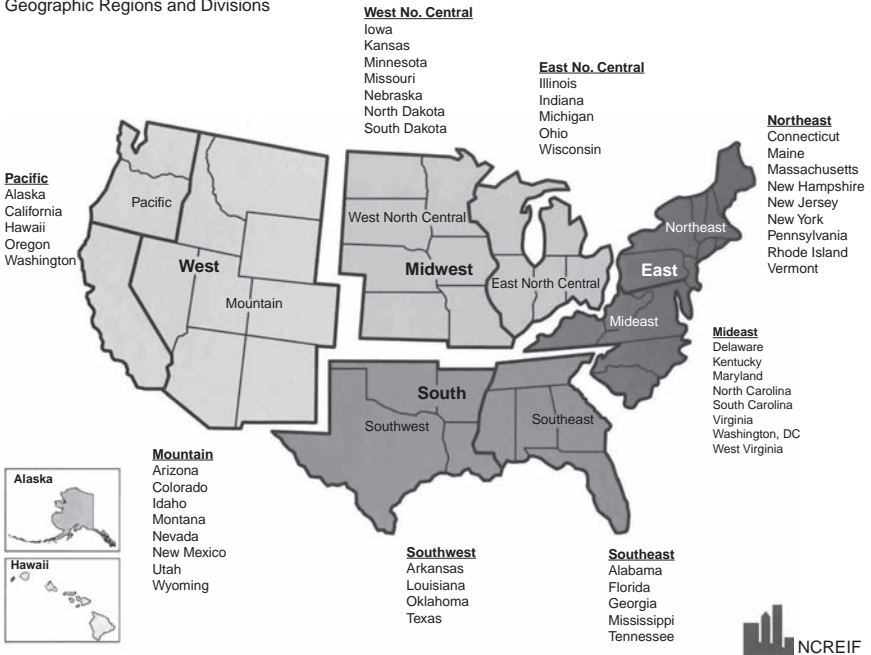 Geographic Regions and Divisions
West No. Central
Iowa
Kansas
Minnesota
Missouri
Nebraska
North Dakota
South Dakota
East No. Central
Illinois
Indiana
Michigan
Ohio
Wisconsin
Northeast
Connecticut
Maine
Massachusetts
New Hampshire
New Jersey
New York
Pennsylvania
Rhode Island
Vermont
Pacific
Alaska
California
Hawaii
Oregon
Washington
Pacific
West
Mountain
West North Central
Midwest
East North Central
Northeast
East
Mideast
South
Southwest
Southeast
Mideast
Delaware
Kentucky
Maryland
North Carolina
South Carolina
Virginia
Washington, DC
West Virginia
Mountain
Arizona
Colorado
Idaho
Montana
Nevada
New Mexico
Utah
Wyoming
Alaska
Hawaii
Southwest
Arkansas
Louisiana
Oklahoma
Texas
Southeast
Alabama
Florida
Georgia
Mississippi
Tennessee
NCREIF